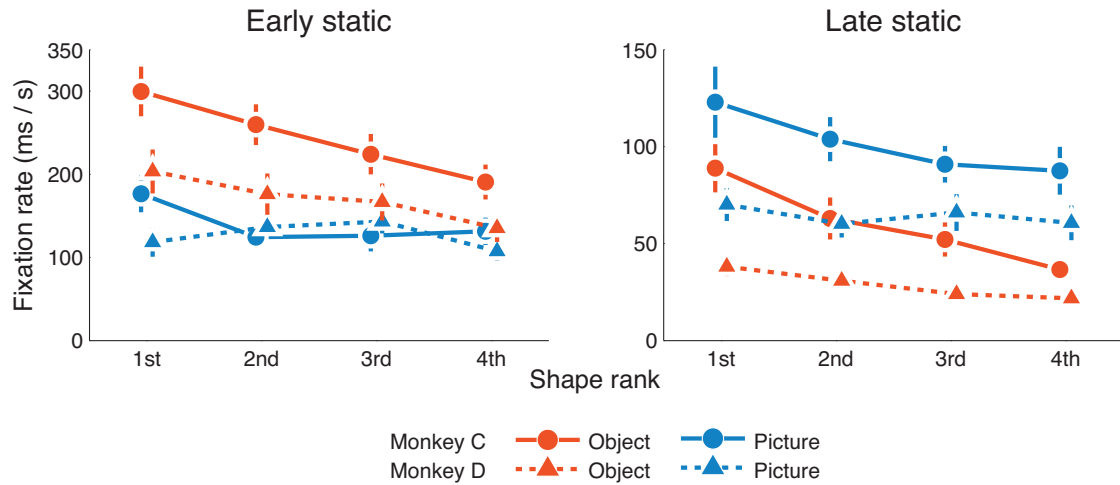 Early static
Late static
Fixation rate (ms / s)
350
300
200
100
0
1st
2nd
3rd
4th
150
100
50
0
1st
2nd
3rd
4th
Shape rank
Monkey C Object Picture
Monkey D Object Picture